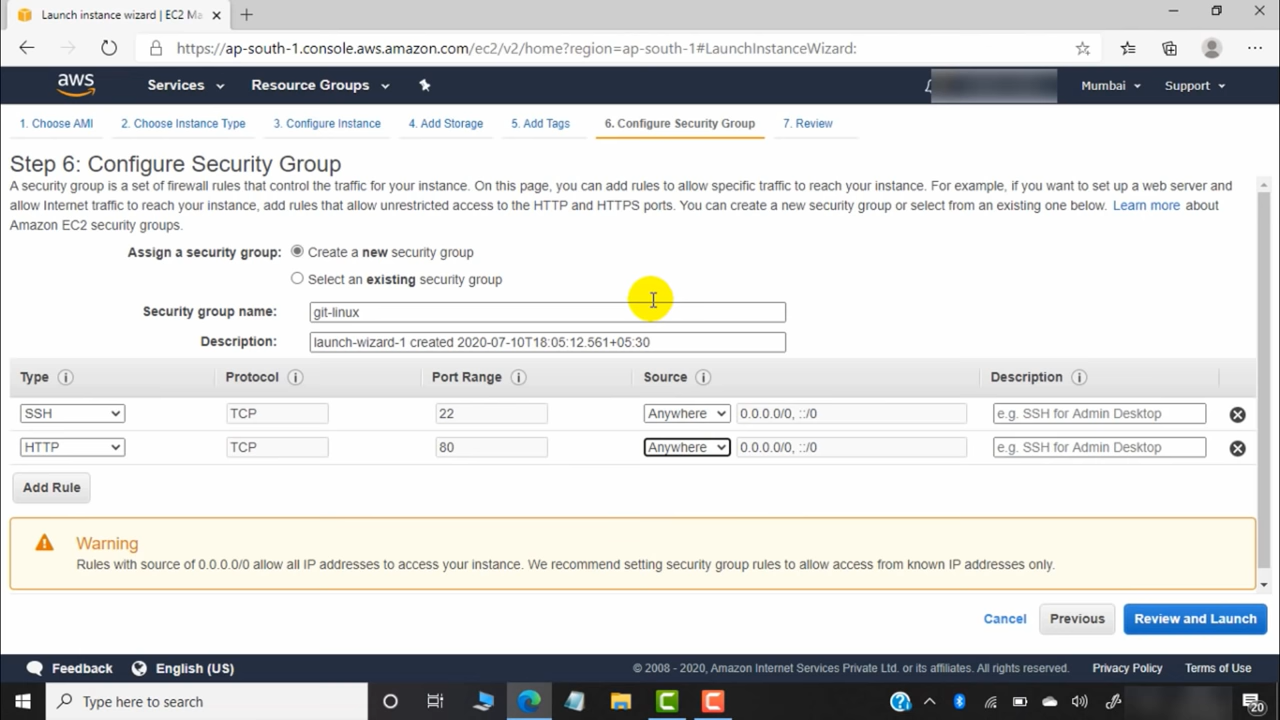 Launch instance wizard | EC2 Ma
https://ap-south-1.console.aws.amazon.com/ec2/v2/home?region=ap-south-1#LaunchInstanceWizard:
aws Services Resource Groups Mumbai Support
1. Choose AMI 2. Choose Instance Type 3. Configure Instance 4. Add Storage 5. Add Tags 6. Configure Security Group 7. Review
Step 6: Configure Security Group
A security group is a set of firewall rules that control the traffic for your instance. On this page, you can add rules to allow specific traffic to reach your instance. For example, if you want to set up a web server and
allow Internet traffic to reach your instance, add rules that allow unrestricted access to the HTTP and HTTPS ports. You can create a new security group or select from an existing one below. Learn more about
Amazon EC2 security groups.
Assign a security group: Create a new security group
Select an existing security group
Security group name: git-linux
Description: launch-wizard-1 created 2020-07-10T18:05:12.561+05:30
Type i Protocol i Port Range i Source i Description i
SSH TCP 22 Anywhere 0.0.0.0/0, ::/0 e.g. SSH for Admin Desktop
HTTP TCP 80 Anywhere 0.0.0.0/0, ::/0 e.g. SSH for Admin Desktop
Add Rule
Warning
Rules with source of 0.0.0.0/0 allow all IP addresses to access your instance. We recommend setting security group rules to allow access from known IP addresses only.
Cancel Previous Review and Launch
Feedback English (US) © 2008 - 2020, Amazon Internet Services Private Ltd. or its affiliates. All rights reserved. Privacy Policy Terms of Use
Type here to search 20